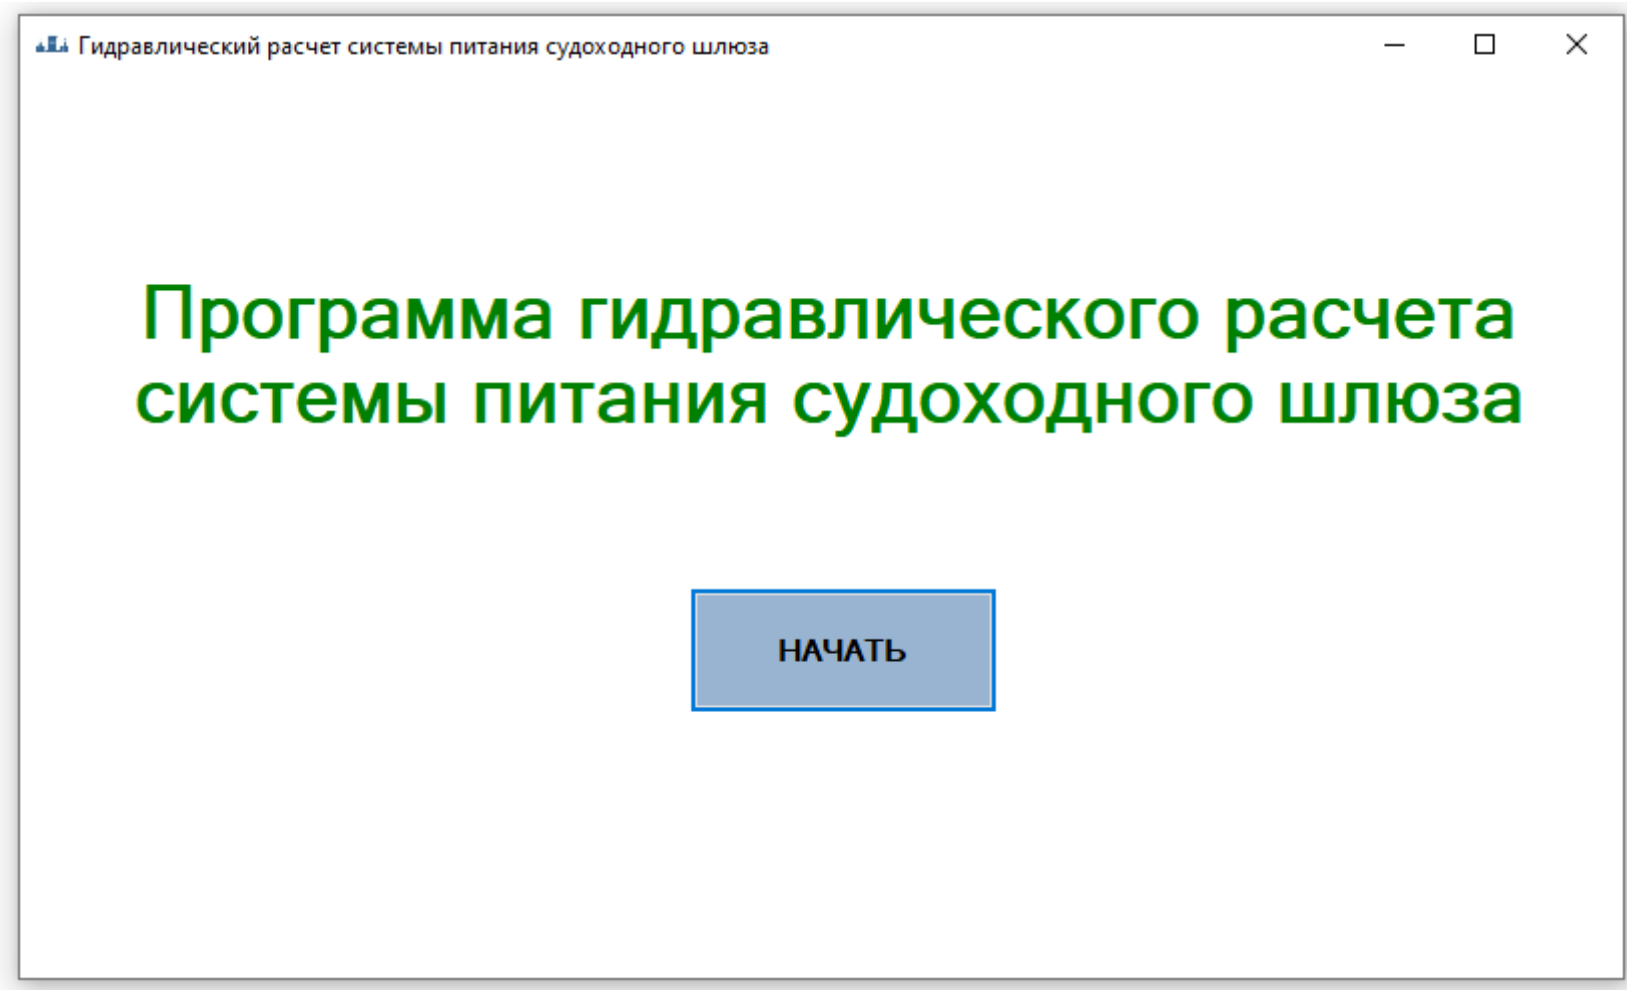 Гидравлический расчет системы питания судоходного шлюза
Программа гидравлического расчета
системы питания судоходного шлюза
НАЧАТЬ